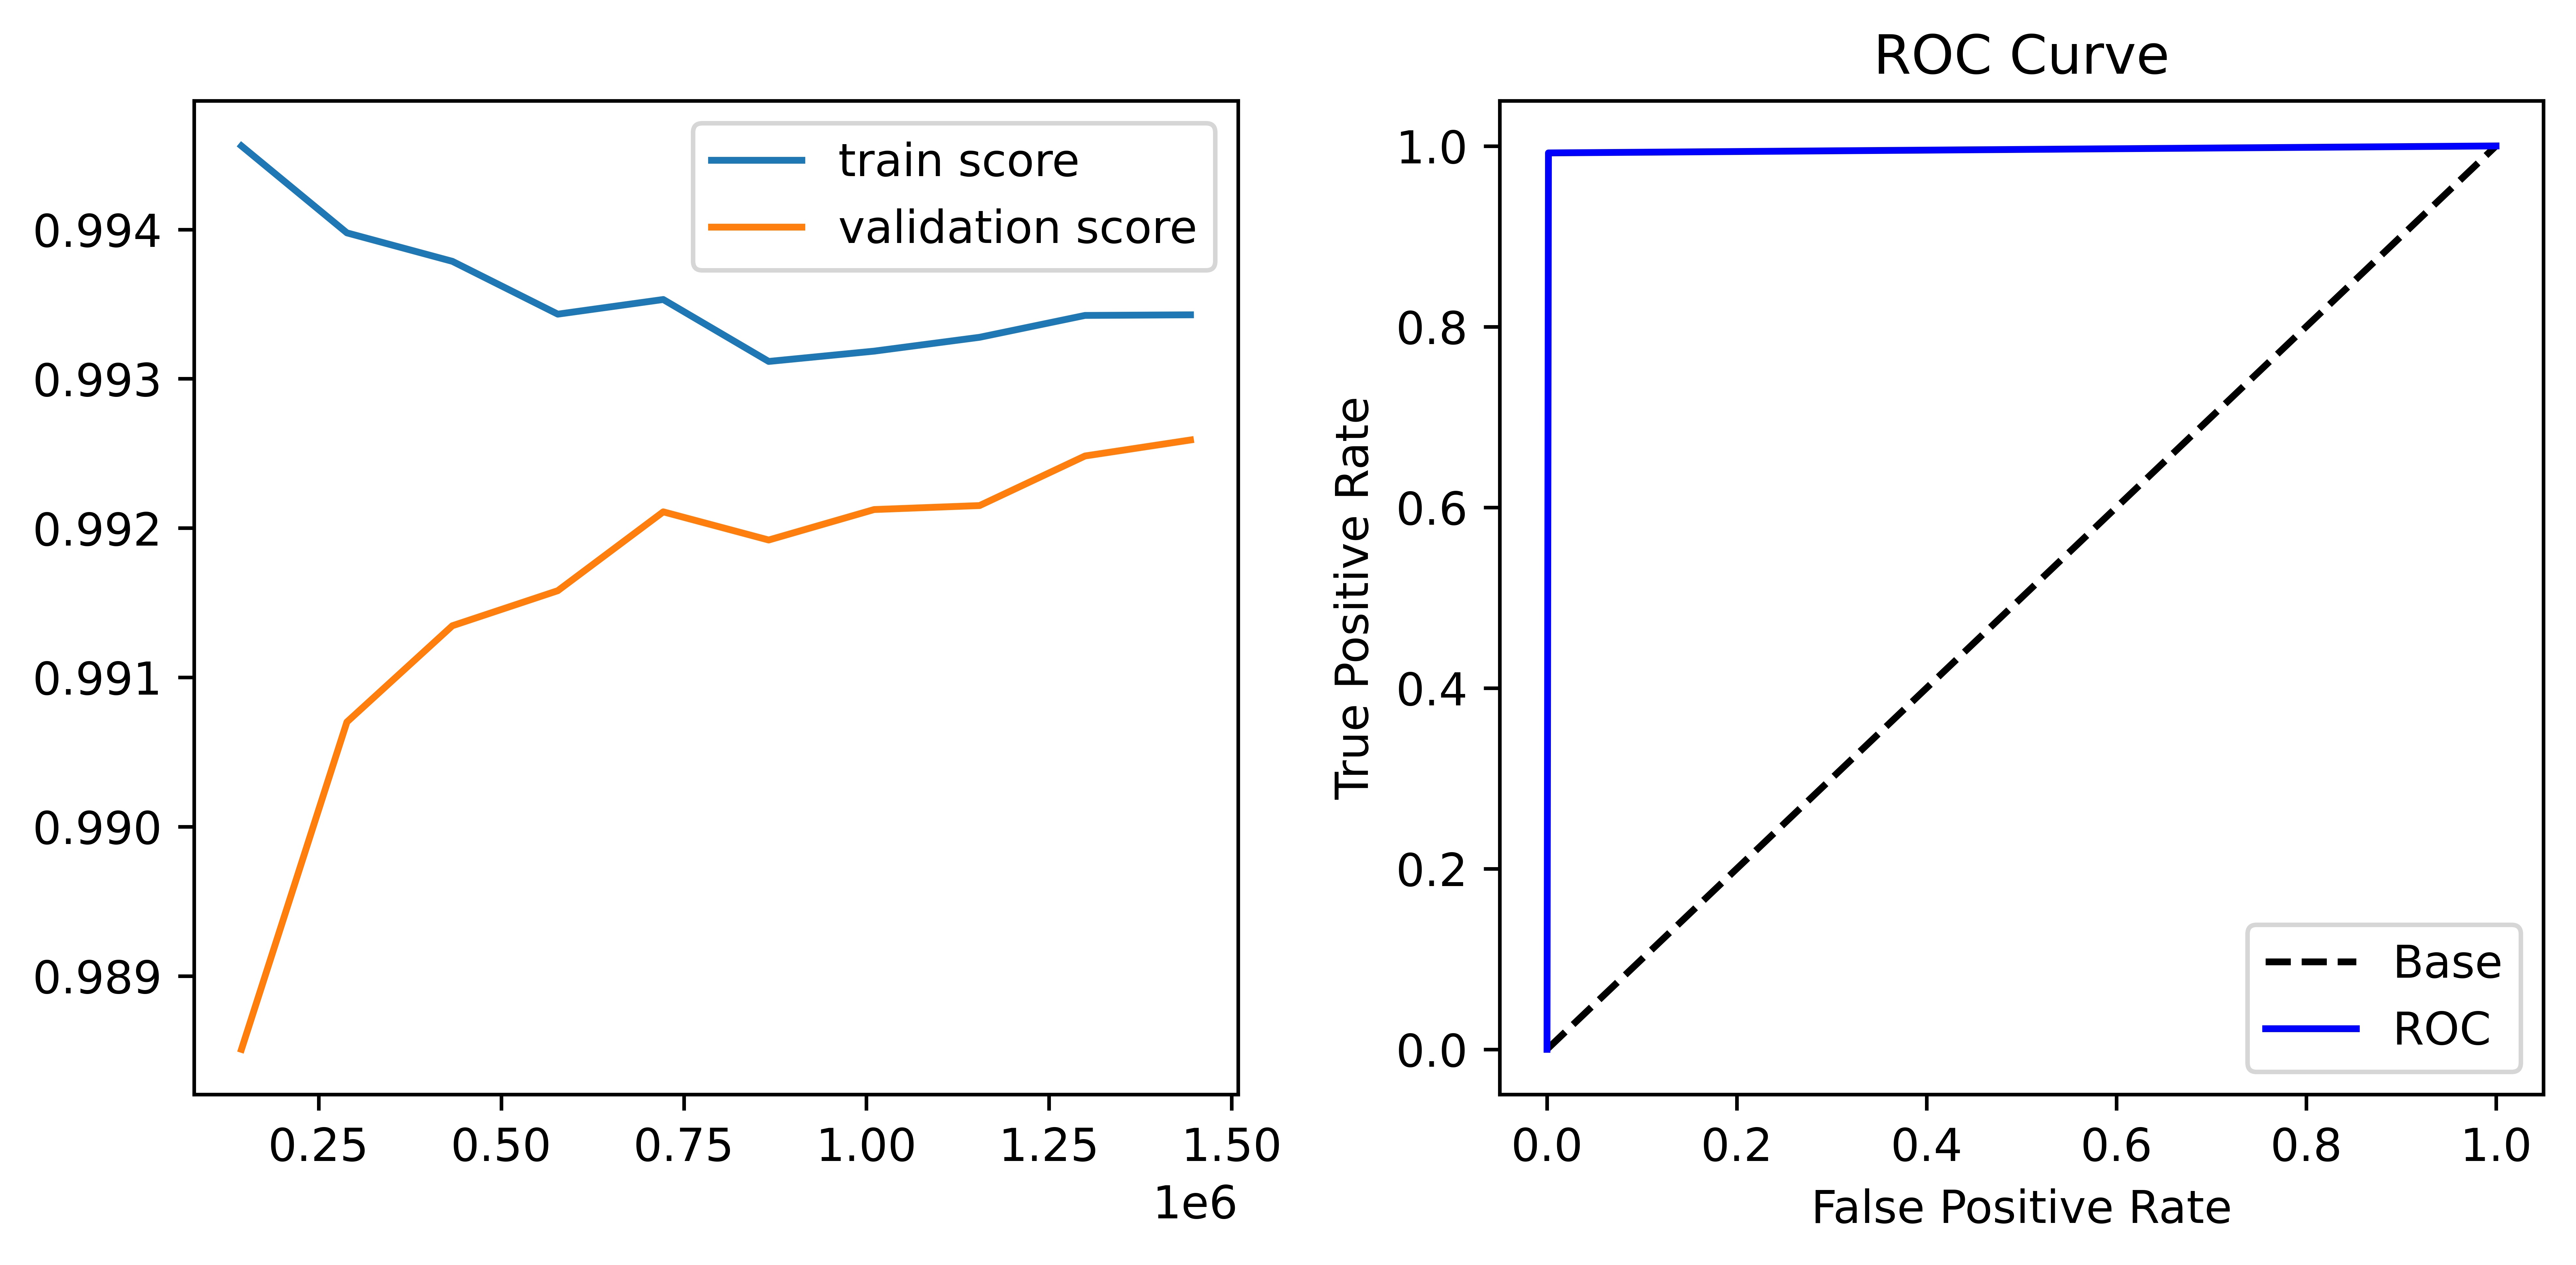 train score
validation score
0.994
0.993
0.992
0.991
0.990
0.989
0.25 0.50 0.75 1.00 1.25 1.50
1e6
ROC Curve
True Positive Rate
1.0
0.8
0.6
0.4
0.2
0.0
Base
ROC
0.0 0.2 0.4 0.6 0.8 1.0
False Positive Rate